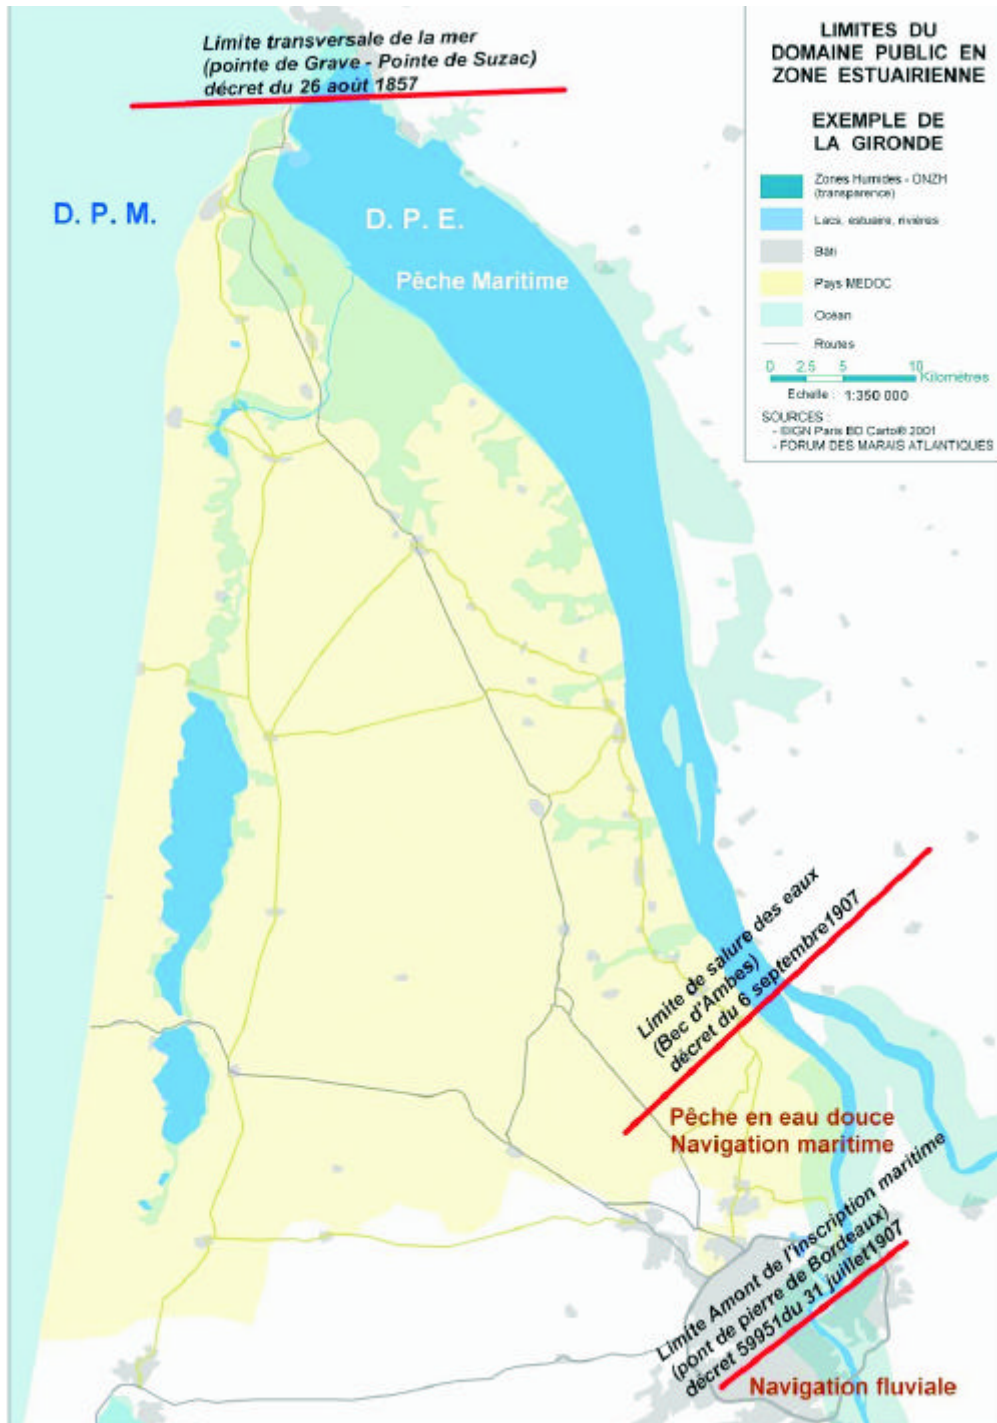 Limite transversale de la mer
(pointe de Grave - Pointe de Suzac)
décret du 26 août 1857
LIMITES DU
DOMAINE PUBLIC EN
ZONE ESTUAIRIENNE
EXEMPLE DE
LA GIRONDE
Zones Humides - ONZH
(transparence)
Lacs, estuaire, rivières
Bâti
Pays MEDOC
Océan
Routes
0 2.5 5 10
Kilomètres
Echelle : 1:350 000
SOURCES :
- ©IGN Paris BD Carto® 2001
- FORUM DES MARAIS ATLANTIQUES
D. P. M.
D. P. E.
Pêche Maritime
Limite de salure des eaux
(Bec d'Ambes)
décret du 6 septembre1907
Pêche en eau douce
Navigation maritime
Limite Amont de l'inscription maritime
(pont de pierre de Bordeaux)
décret 59951du 31 juillet1907
Navigation fluviale